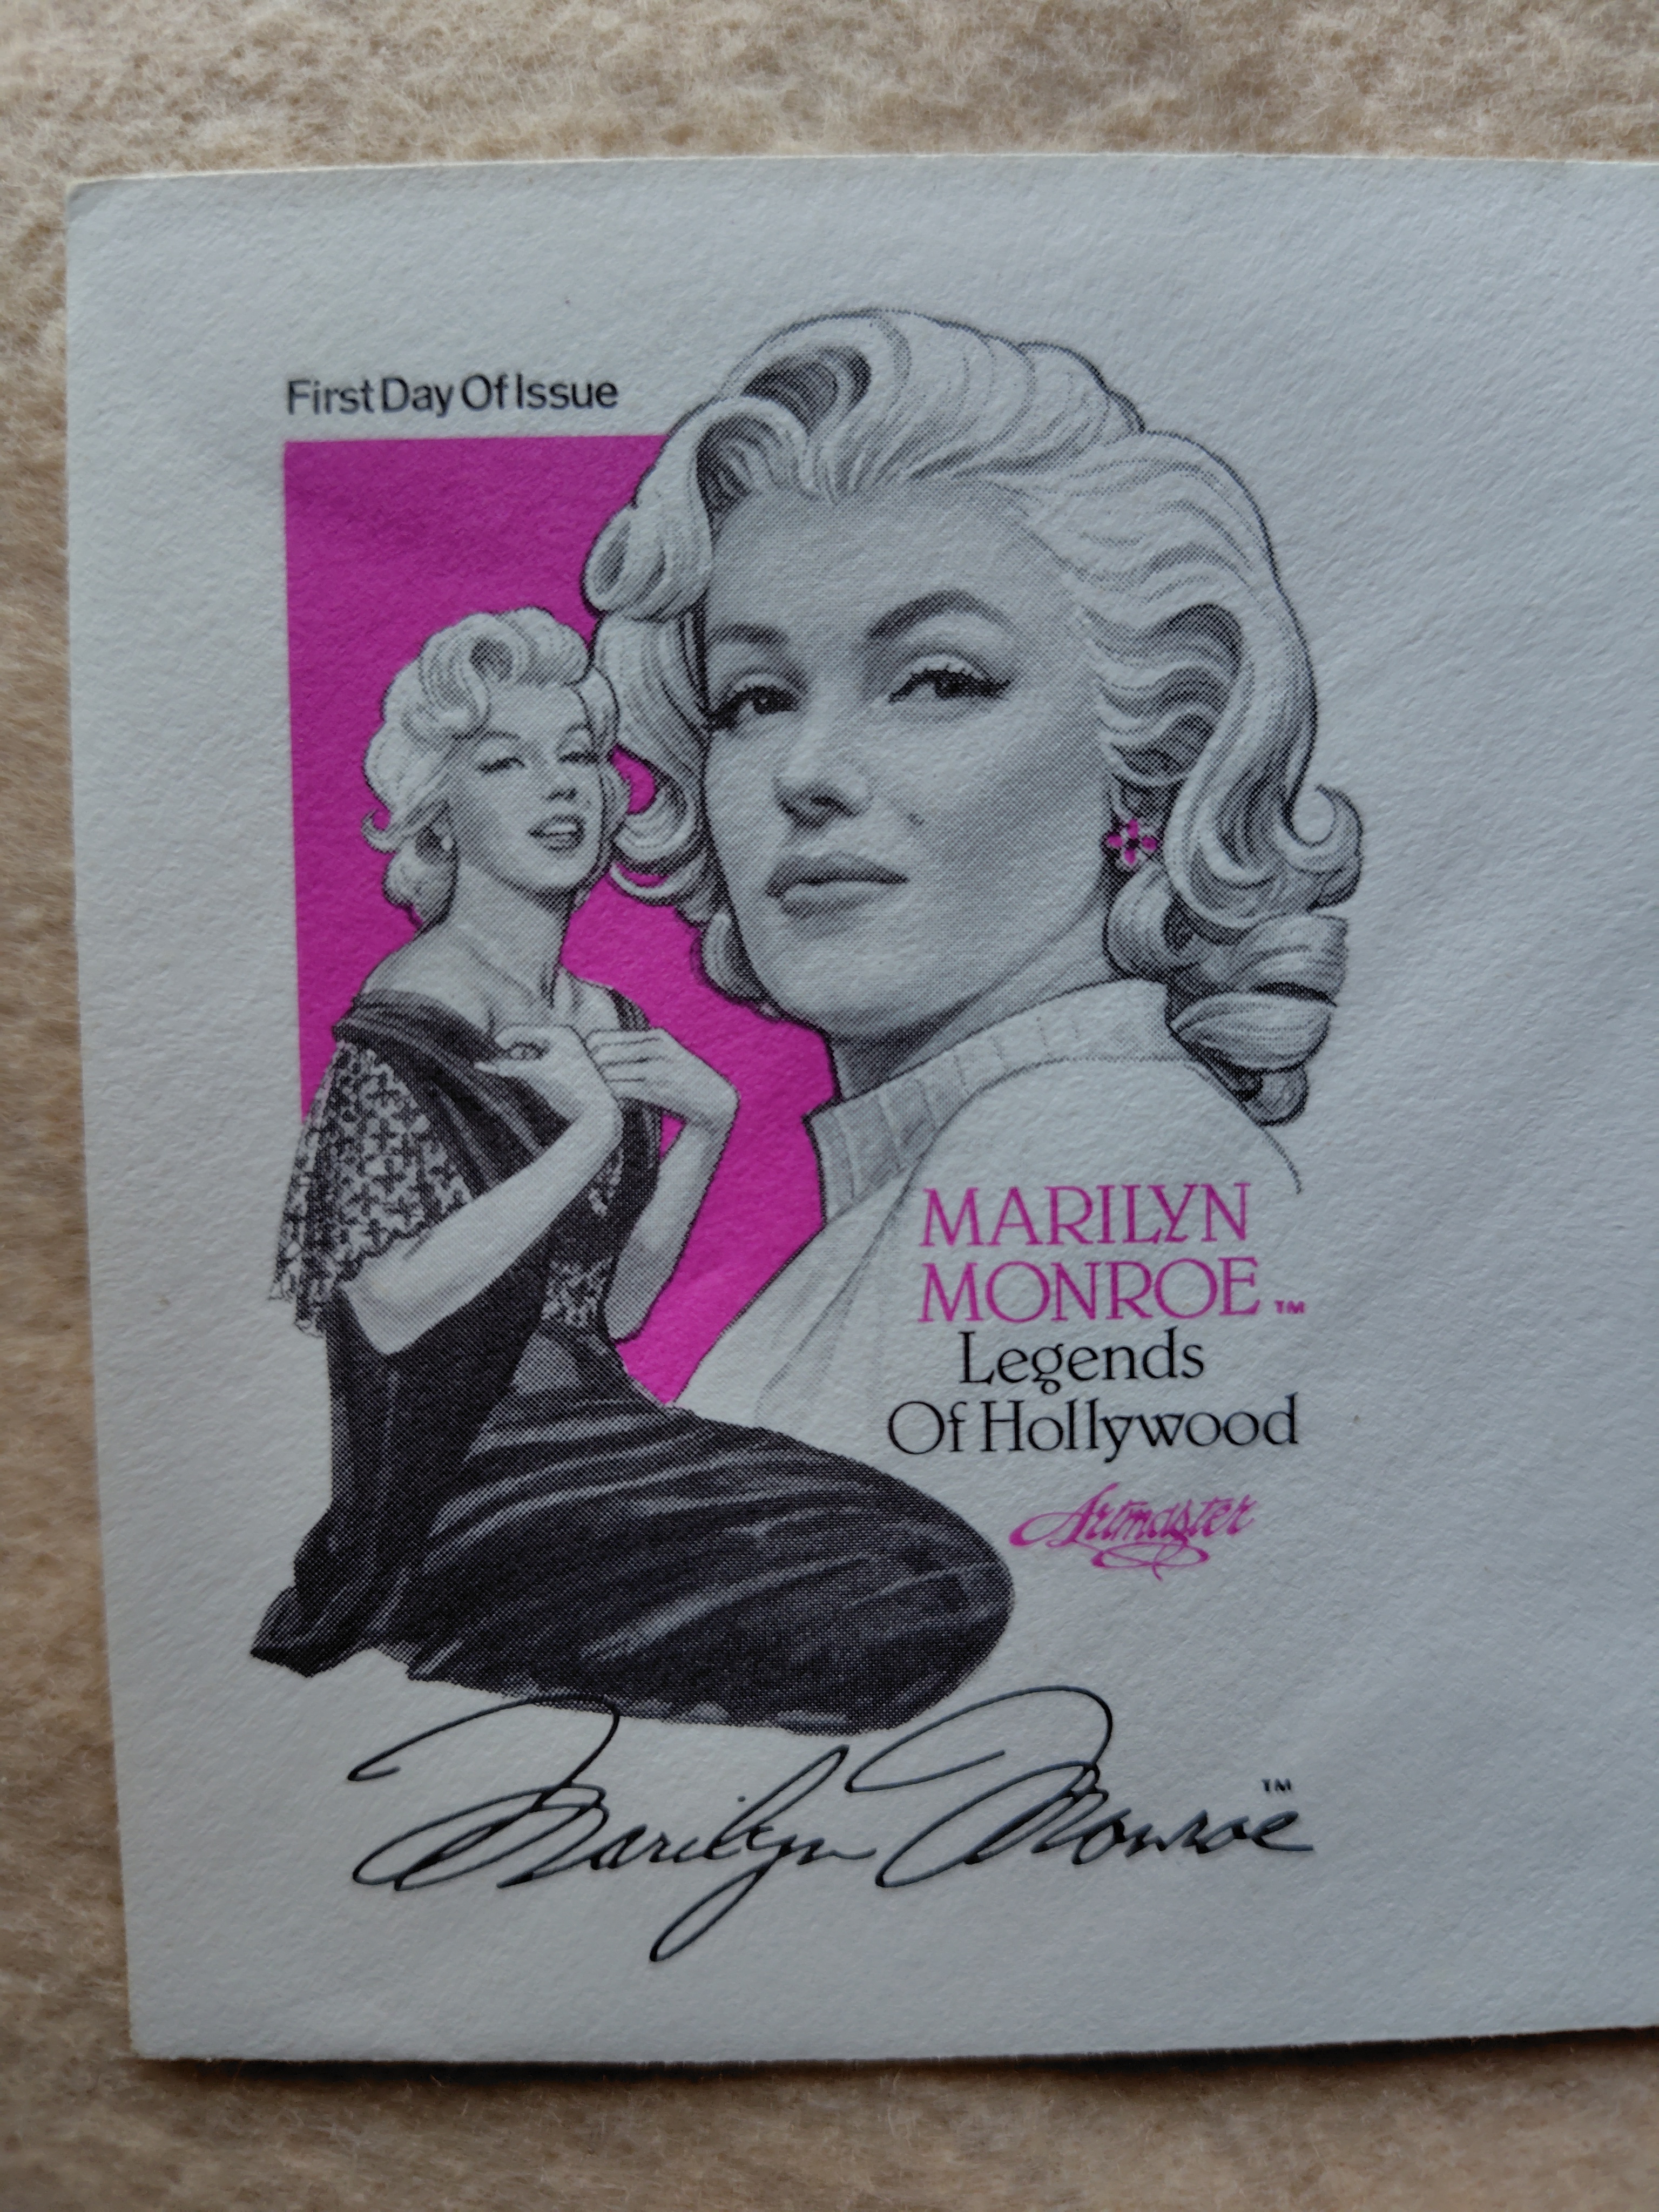 First Day Of Issue
MARILYN
MONROE™
Legends
Of Hollywood
Artmaster
Marilyn Monroe™